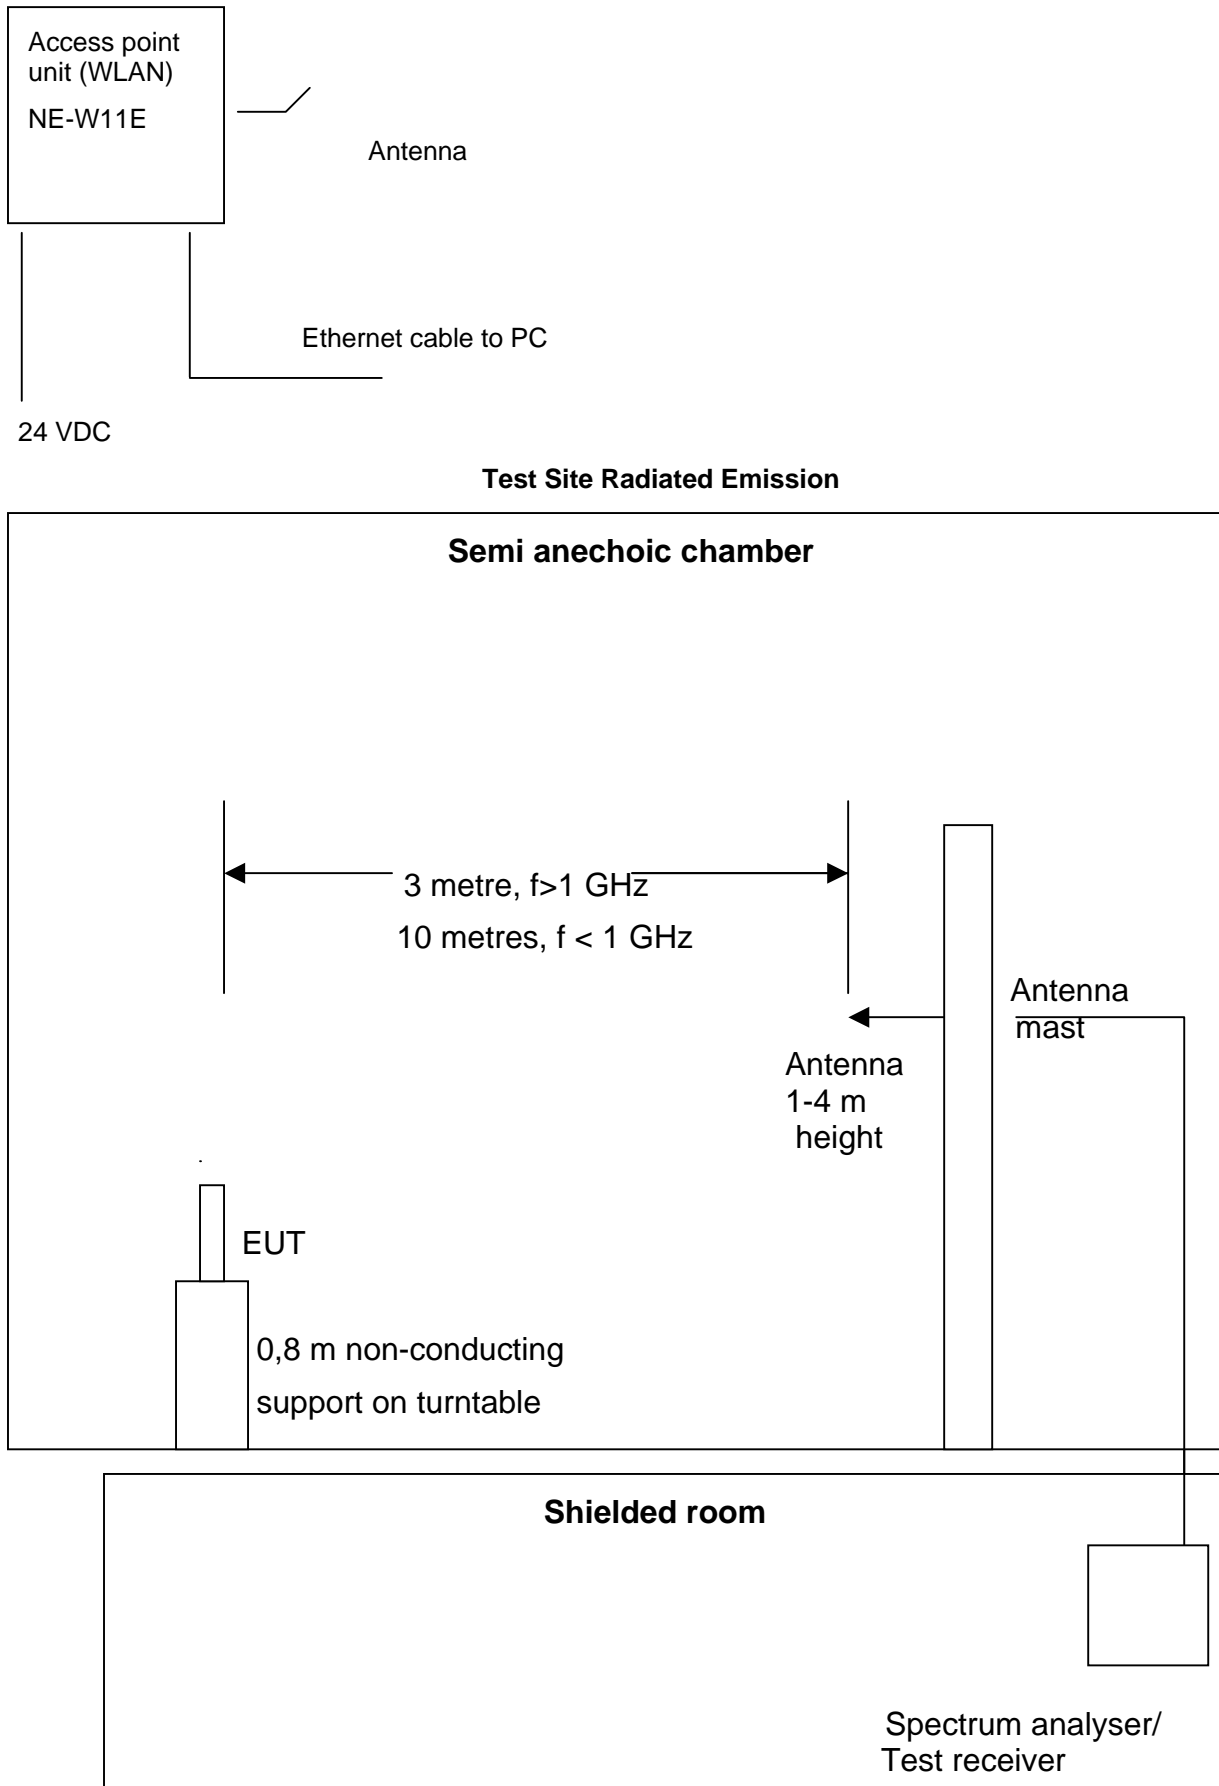 Access point
unit (WLAN)
NE-W11E
Antenna
Ethernet cable to PC
24 VDC
Test Site Radiated Emission
Semi anechoic chamber
3 metre, f>1 GHz
10 metres, f < 1 GHz
Antenna
mast
Antenna
1-4 m
height
EUT
0,8 m non-conducting
support on turntable
Shielded room
Spectrum analyser/
Test receiver